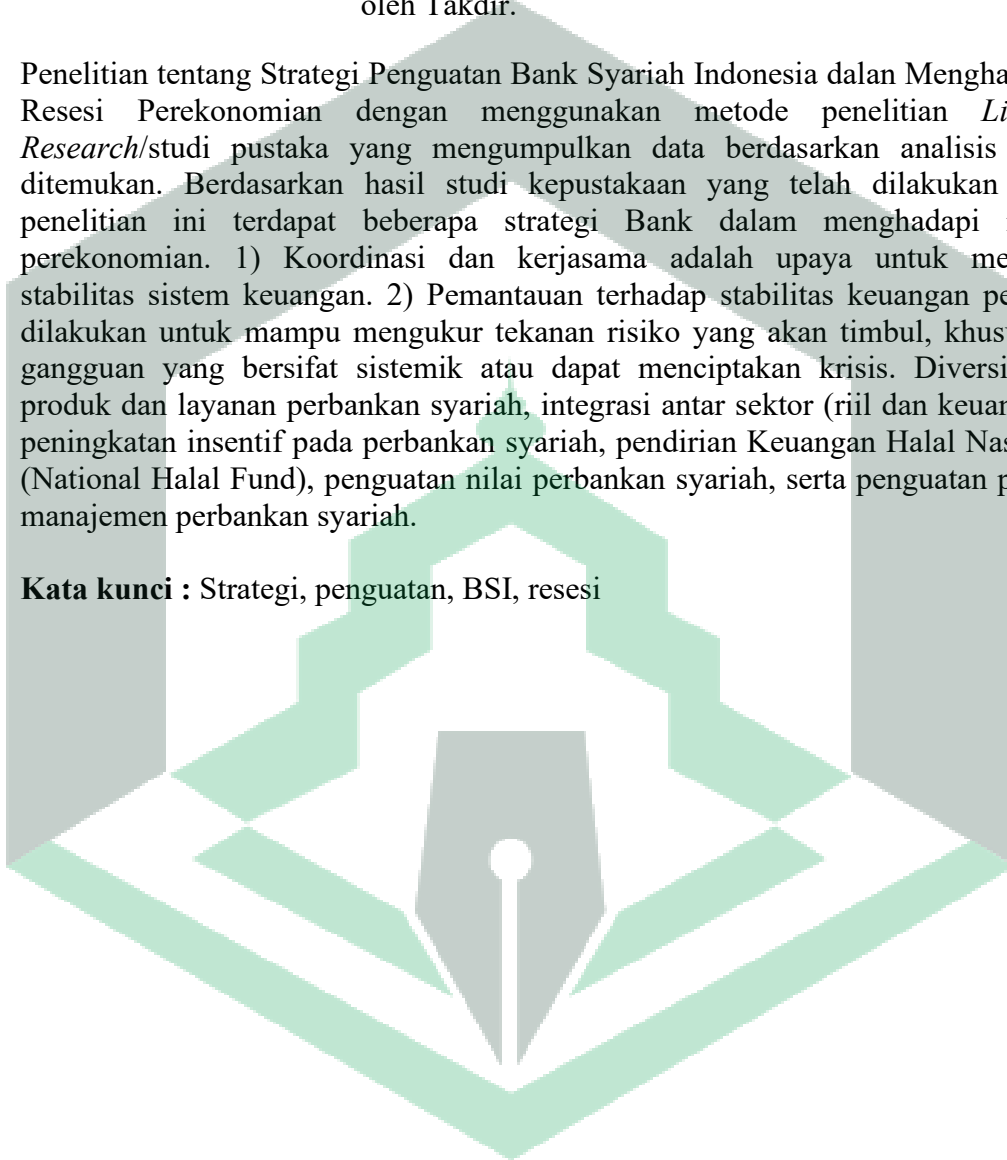 oleh Takdir.
Penelitian tentang Strategi Penguatan Bank Syariah Indonesia dalan Mengha
Resesi Perekonomian dengan menggunakan metode penelitian Li
Research/studi pustaka yang mengumpulkan data berdasarkan analisis
ditemukan. Berdasarkan hasil studi kepustakaan yang telah dilakukan
penelitian ini terdapat beberapa strategi Bank dalam menghadapi
perekonomian. 1) Koordinasi dan kerjasama adalah upaya untuk me
stabilitas sistem keuangan. 2) Pemantauan terhadap stabilitas keuangan pe
dilakukan untuk mampu mengukur tekanan risiko yang akan timbul, khus
gangguan yang bersifat sistemik atau dapat menciptakan krisis. Diversi
produk dan layanan perbankan syariah, integrasi antar sektor (riil dan keuan
peningkatan insentif pada perbankan syariah, pendirian Keuangan Halal Nas
(National Halal Fund), penguatan nilai perbankan syariah, serta penguatan p
manajemen perbankan syariah.
Kata kunci : Strategi, penguatan, BSI, resesi